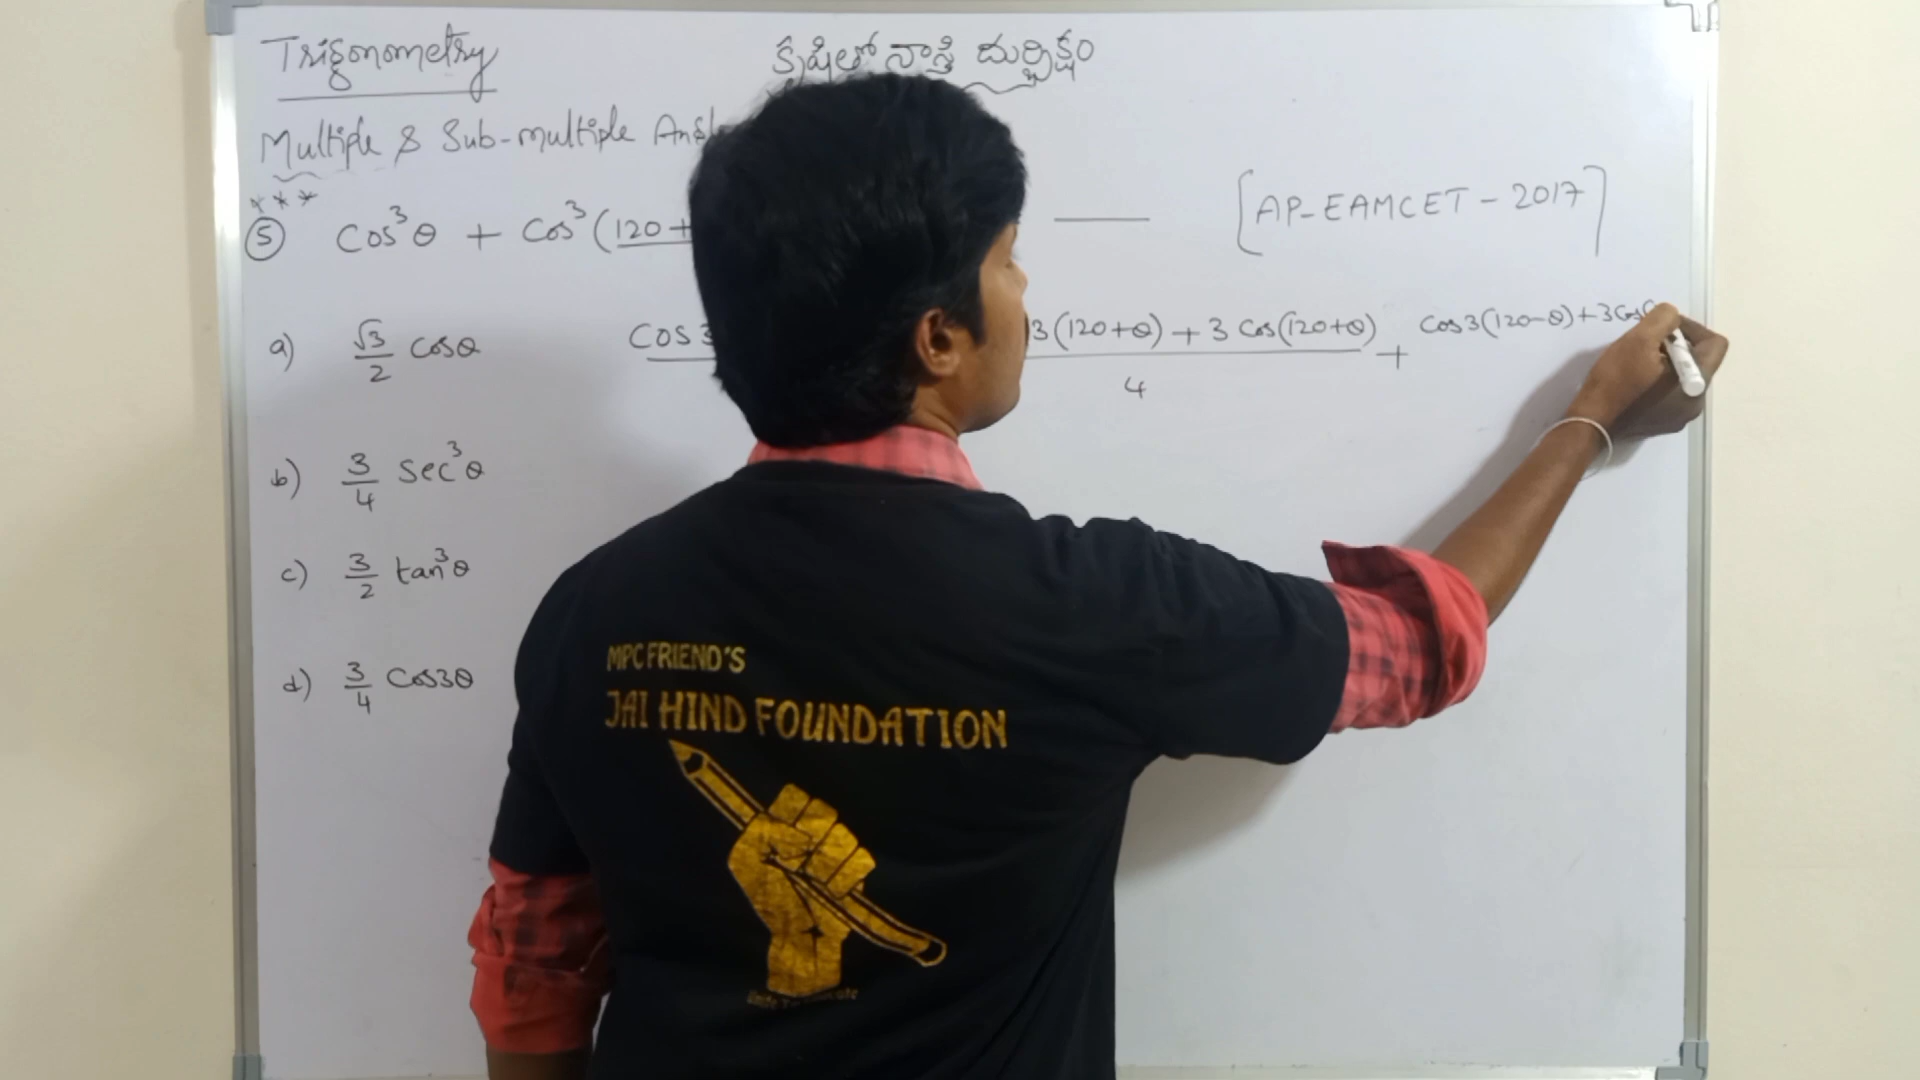 Trigonometry
కృషితో నాస్తి దుర్భిక్షం
Multiple & Sub-multiple
***
⑤ Cos³θ + Cos³(120+ ——— [AP-EAMCET-2017]
a) √3/2 Cosθ
Cos3 3(120+θ) + 3 Cos(120+θ) / 4 + Cos3(120-θ)+3Cos(
b) 3/4 Sec³θ
c) 3/2 tan³θ
d) 3/4 Cos3θ
MPC FRIEND'S
JAI HIND FOUNDATION